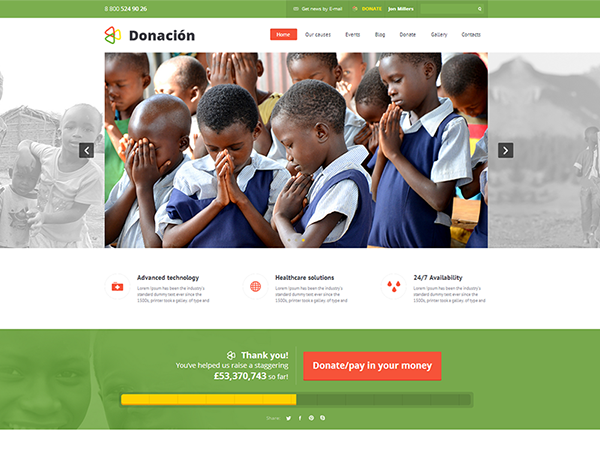 8 800 524 90 26
Get news by E-mail
DONATE
Jon Millers
Donación
Home Our causes Events Blog Donate Gallery Contacts
Advanced technology
Lorem Ipsum has been the industry's
standard dummy text ever since the
1500s, printer took a galley of type and
Healthcare solutions
Lorem Ipsum has been the industry's
standard dummy text ever since the
1500s, printer took a galley of type and
24/7 Availability
Lorem Ipsum has been the industry's
standard dummy text ever since the
1500s, printer took a galley of type and
Thank you!
You've helped us raise a staggering
£53,370,743 so far!
Donate/pay in your money
Share: